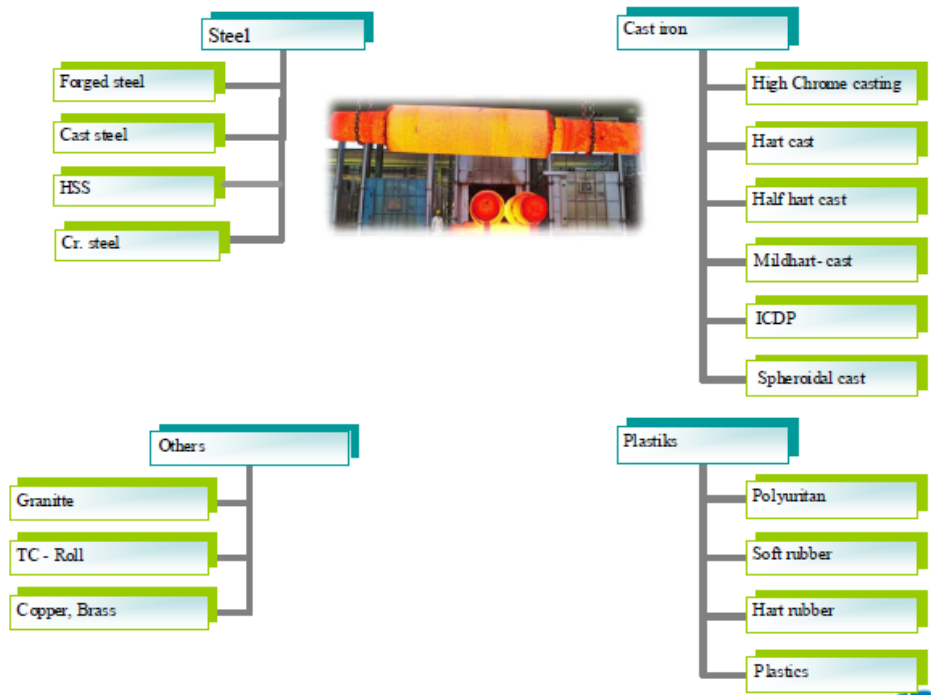 Steel
Forged steel
Cast steel
HSS
Cr. steel
Cast iron
High Chrome casting
Hart cast
Half hart cast
Mildhart- cast
ICDP
Spheroidal cast
Others
Granitte
TC - Roll
Copper, Brass
Plastiks
Polyuritan
Soft rubber
Hart rubber
Plastics